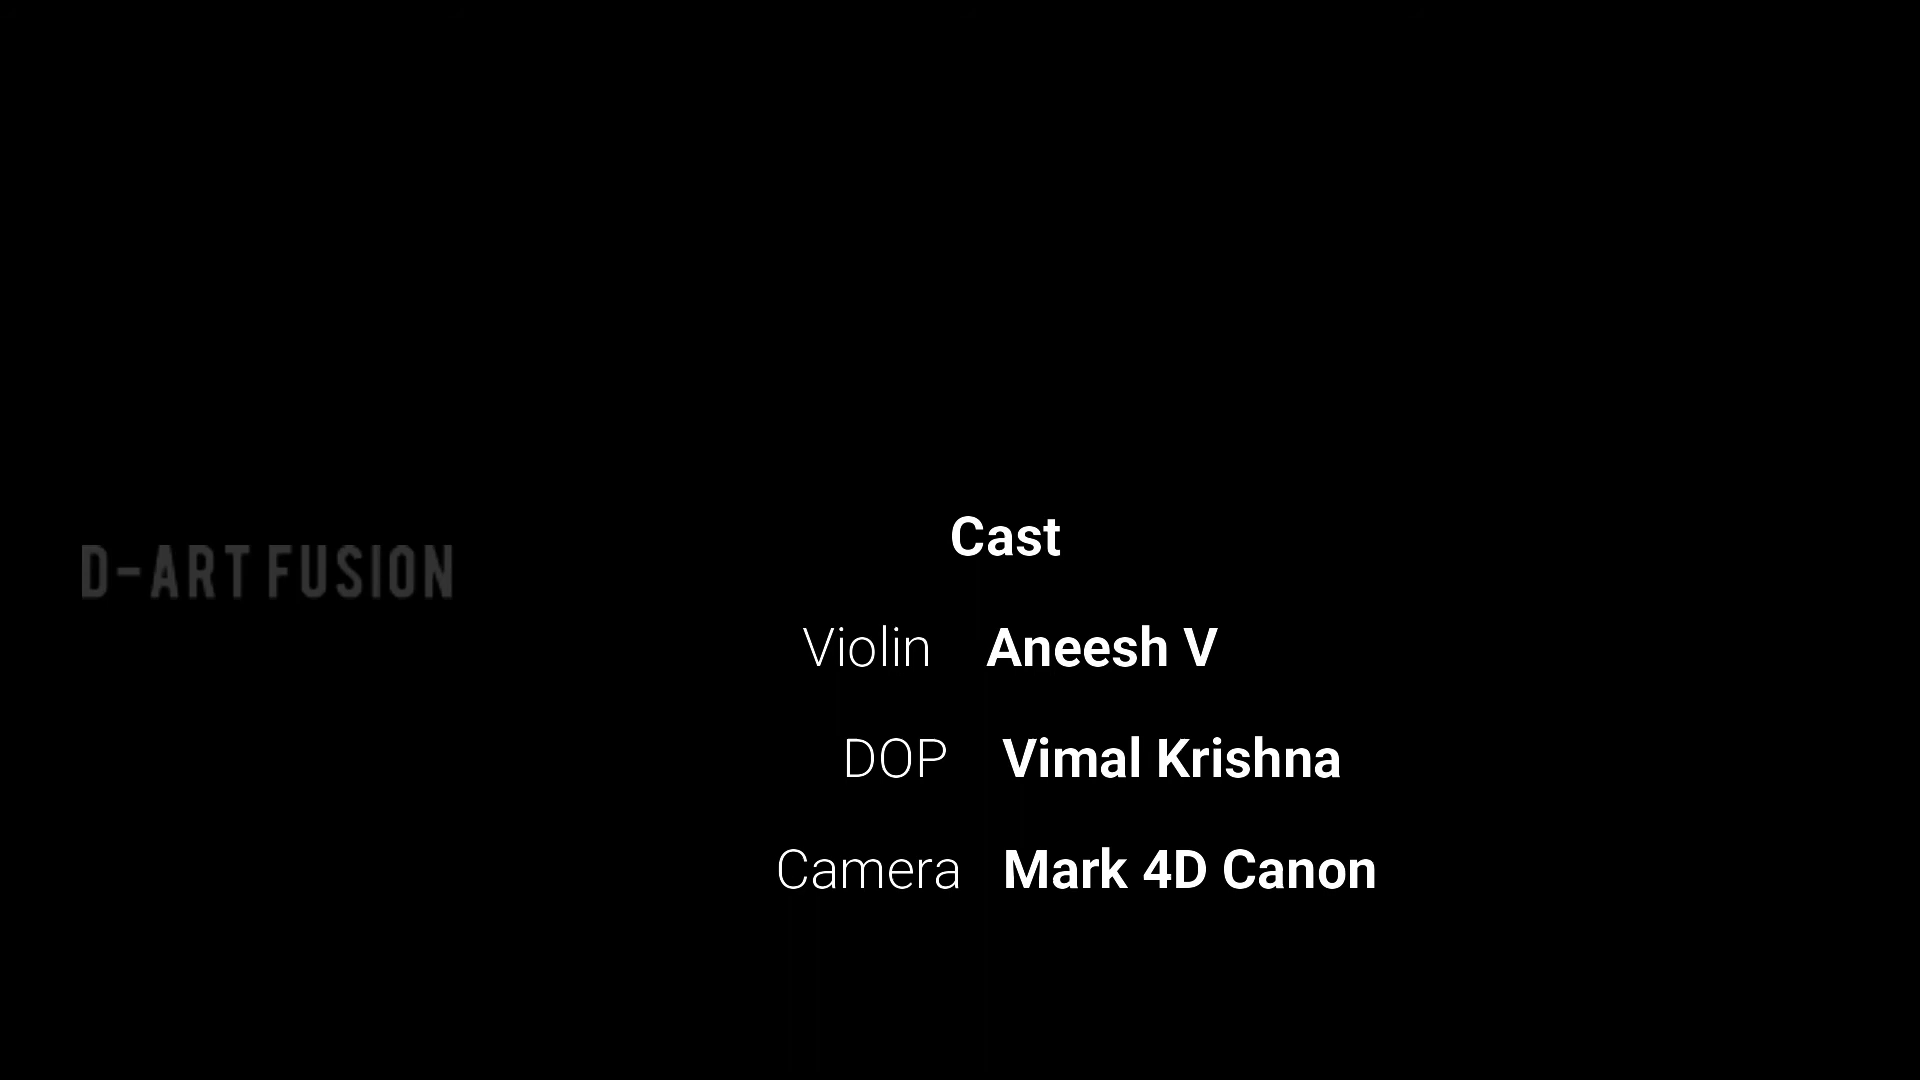 Cast
D-ART FUSION
Violin Aneesh V
DOP Vimal Krishna
Camera Mark 4D Canon